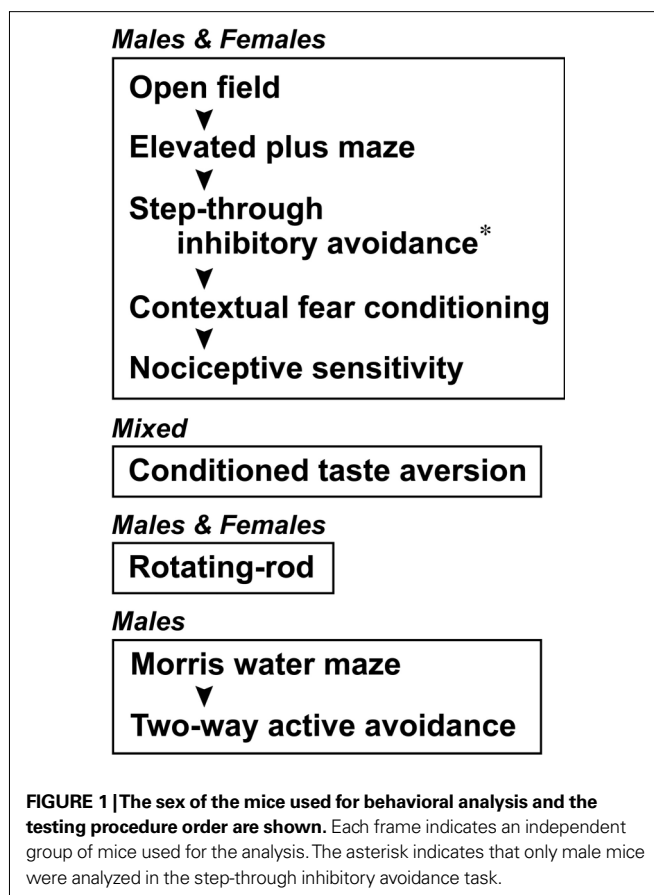 Males & Females
Open field
Elevated plus maze
Step-through
inhibitory avoidance*
Contextual fear conditioning
Nociceptive sensitivity
Mixed
Conditioned taste aversion
Males & Females
Rotating-rod
Males
Morris water maze
Two-way active avoidance
FIGURE 1 | The sex of the mice used for behavioral analysis and the
testing procedure order are shown. Each frame indicates an independent
group of mice used for the analysis. The asterisk indicates that only male mice
were analyzed in the step-through inhibitory avoidance task.